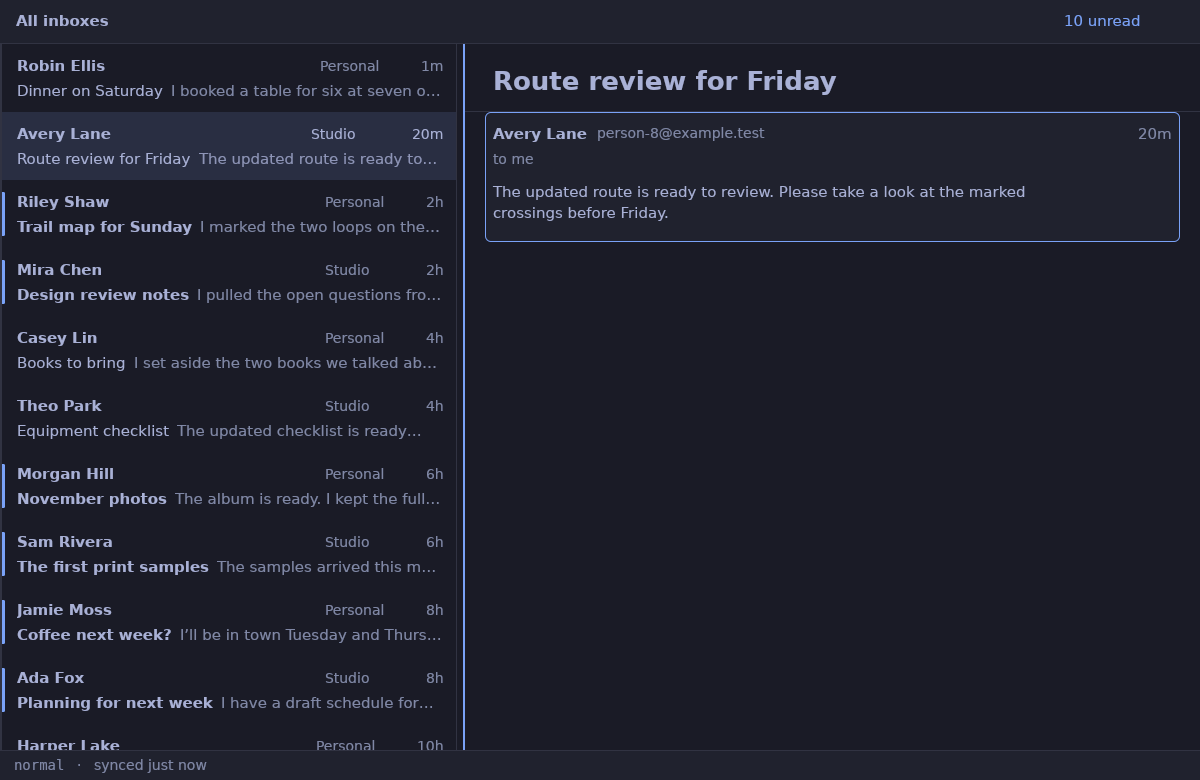 All inboxes 10 unread
Robin Ellis Personal 1m
Dinner on Saturday I booked a table for six at seven o…
Avery Lane Studio 20m
Route review for Friday The updated route is ready to…
Riley Shaw Personal 2h
Trail map for Sunday I marked the two loops on the…
Mira Chen Studio 2h
Design review notes I pulled the open questions fro…
Casey Lin Personal 4h
Books to bring I set aside the two books we talked ab…
Theo Park Studio 4h
Equipment checklist The updated checklist is ready…
Morgan Hill Personal 6h
November photos The album is ready. I kept the full…
Sam Rivera Studio 6h
The first print samples The samples arrived this m…
Jamie Moss Personal 8h
Coffee next week? I’ll be in town Tuesday and Thurs…
Ada Fox Studio 8h
Planning for next week I have a draft schedule for…
Harper Lake Personal 10h
Route review for Friday
Avery Lane person-8@example.test 20m
to me
The updated route is ready to review. Please take a look at the marked
crossings before Friday.
normal · synced just now